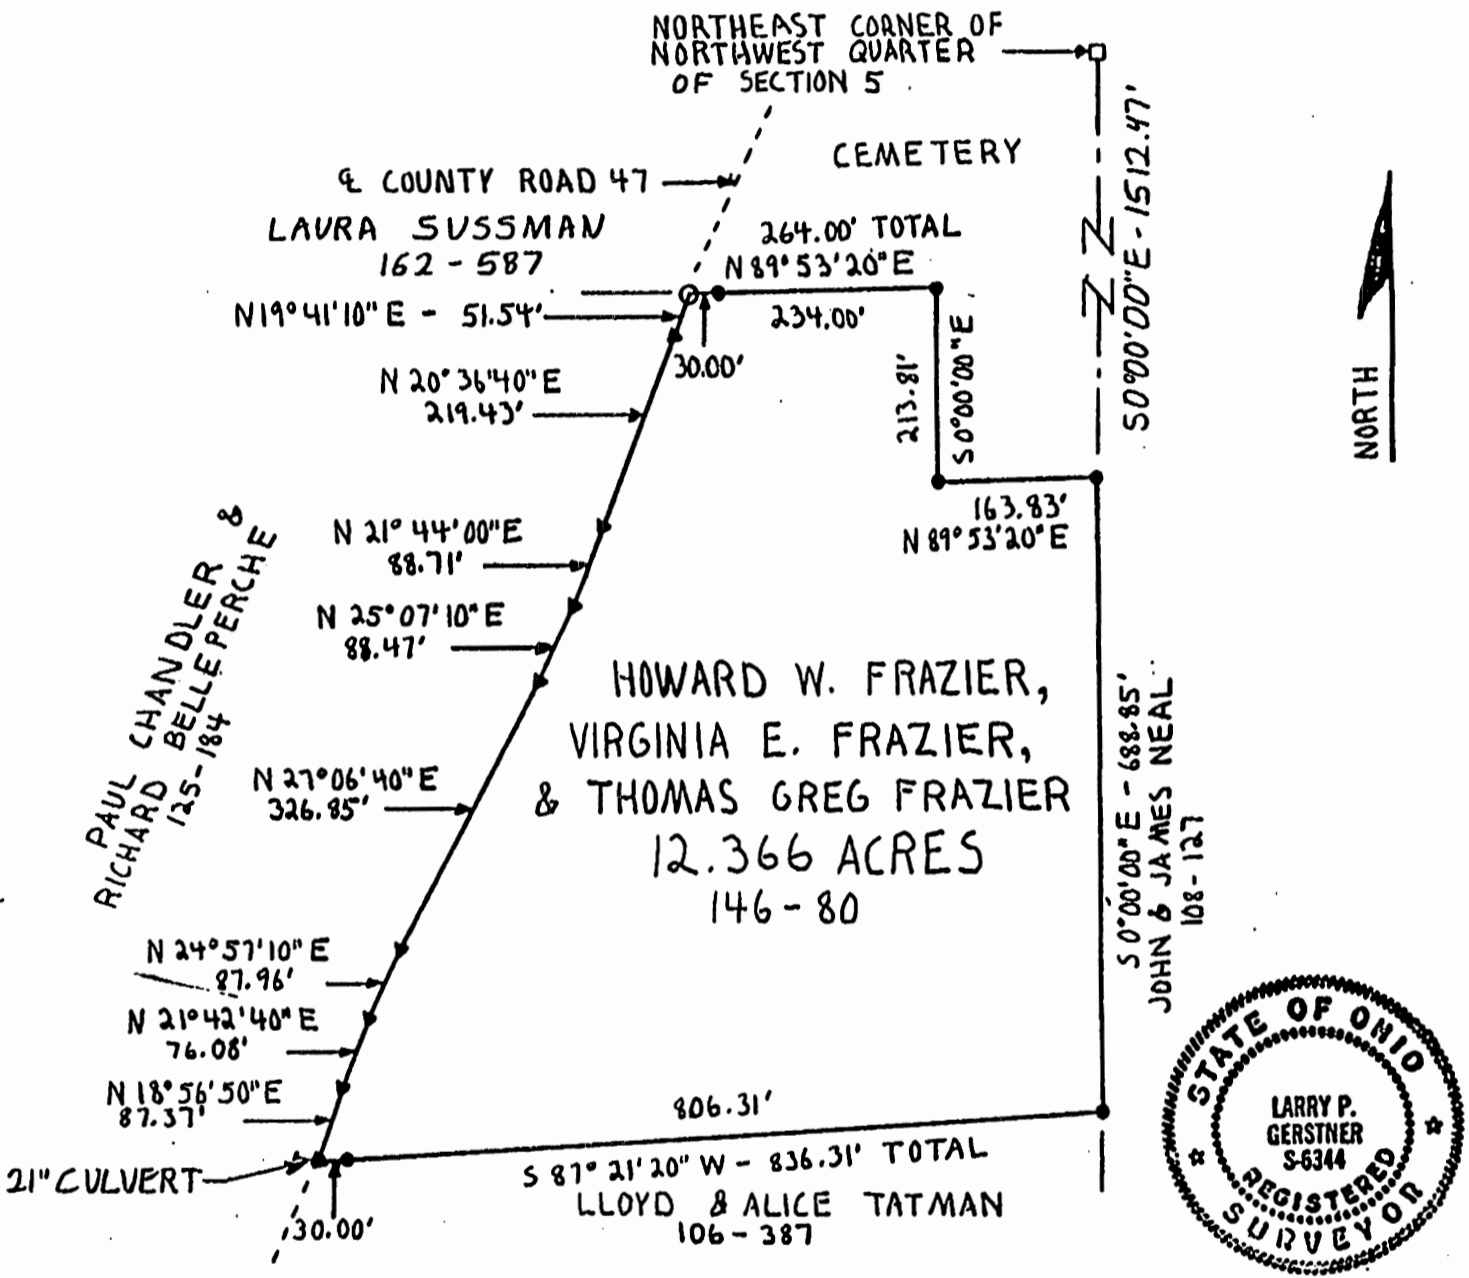 NORTHEAST CORNER OF
NORTHWEST QUARTER
OF SECTION 5
CEMETERY
℄ COUNTY ROAD 47
LAURA SUSSMAN
162 - 587
264.00' TOTAL
N 89° 53' 20" E
234.00'
30.00'
S 0° 00' 00" E
213.81'
S 0° 00' 00" E - 1512.47'
NORTH
163.83'
N 89° 53' 20" E
N 19° 41' 10" E - 51.54'
N 20° 36' 40" E
219.43'
N 21° 44' 00" E
88.71'
N 25° 07' 10" E
88.47'
PAUL CHANDLER &
RICHARD BELLEPERCHE
125-184
N 27° 06' 40" E
326.85'
HOWARD W. FRAZIER,
VIRGINIA E. FRAZIER,
& THOMAS GREG FRAZIER
12.366 ACRES
146 - 80
S 0° 00' 00" E - 688.85'
JOHN & JAMES NEAL
108-127
N 24° 57' 10" E
87.96'
N 21° 42' 40" E
76.08'
N 18° 56' 50" E
87.37'
21" CULVERT
30.00'
806.31'
S 87° 21' 20" W - 836.31' TOTAL
LLOYD & ALICE TATMAN
106 - 387
STATE OF OHIO
LARRY P.
GERSTNER
S-6344
REGISTERED
SURVEYOR